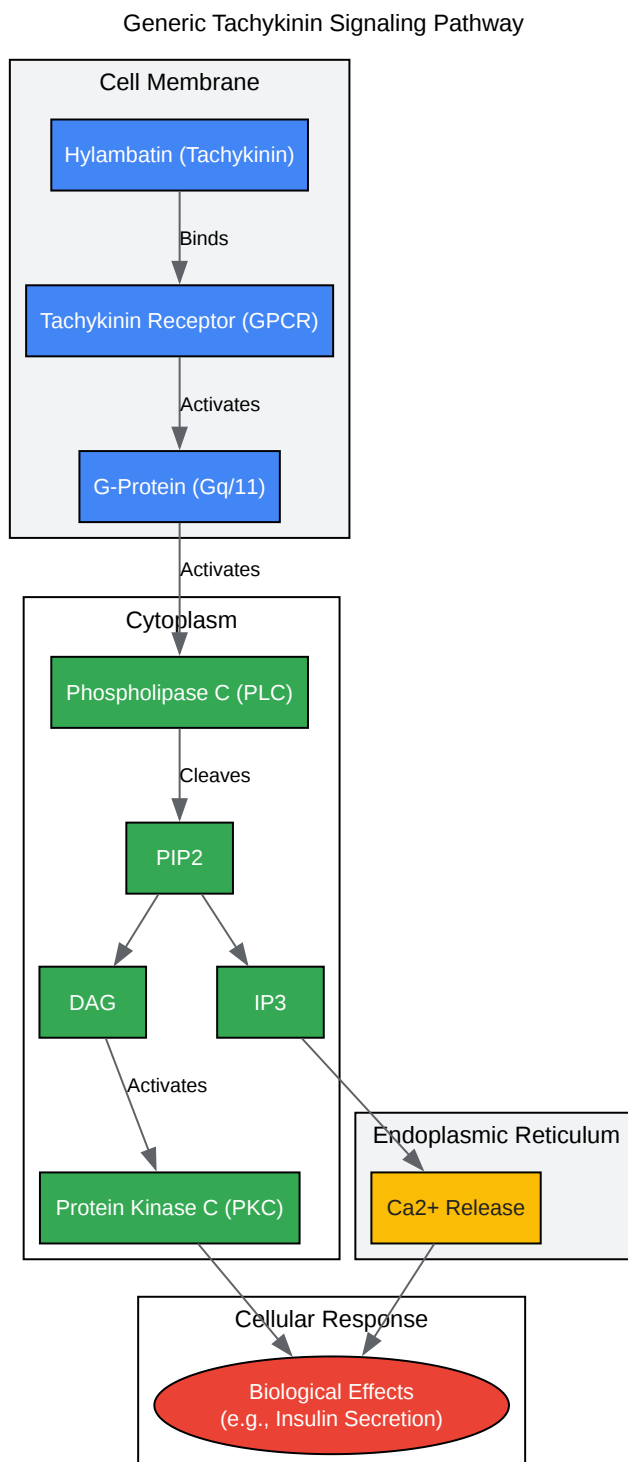 Generic Tachykinin Signaling Pathway
Cell Membrane
Hylambatin (Tachykinin)
Binds
Tachykinin Receptor (GPCR)
Activates
G-Protein (Gq/11)
Activates
Cytoplasm
Phospholipase C (PLC)
Cleaves
PIP2
DAG
IP3
Activates
Endoplasmic Reticulum
Protein Kinase C (PKC)
Ca2+ Release
Cellular Response
Biological Effects
(e.g., Insulin Secretion)